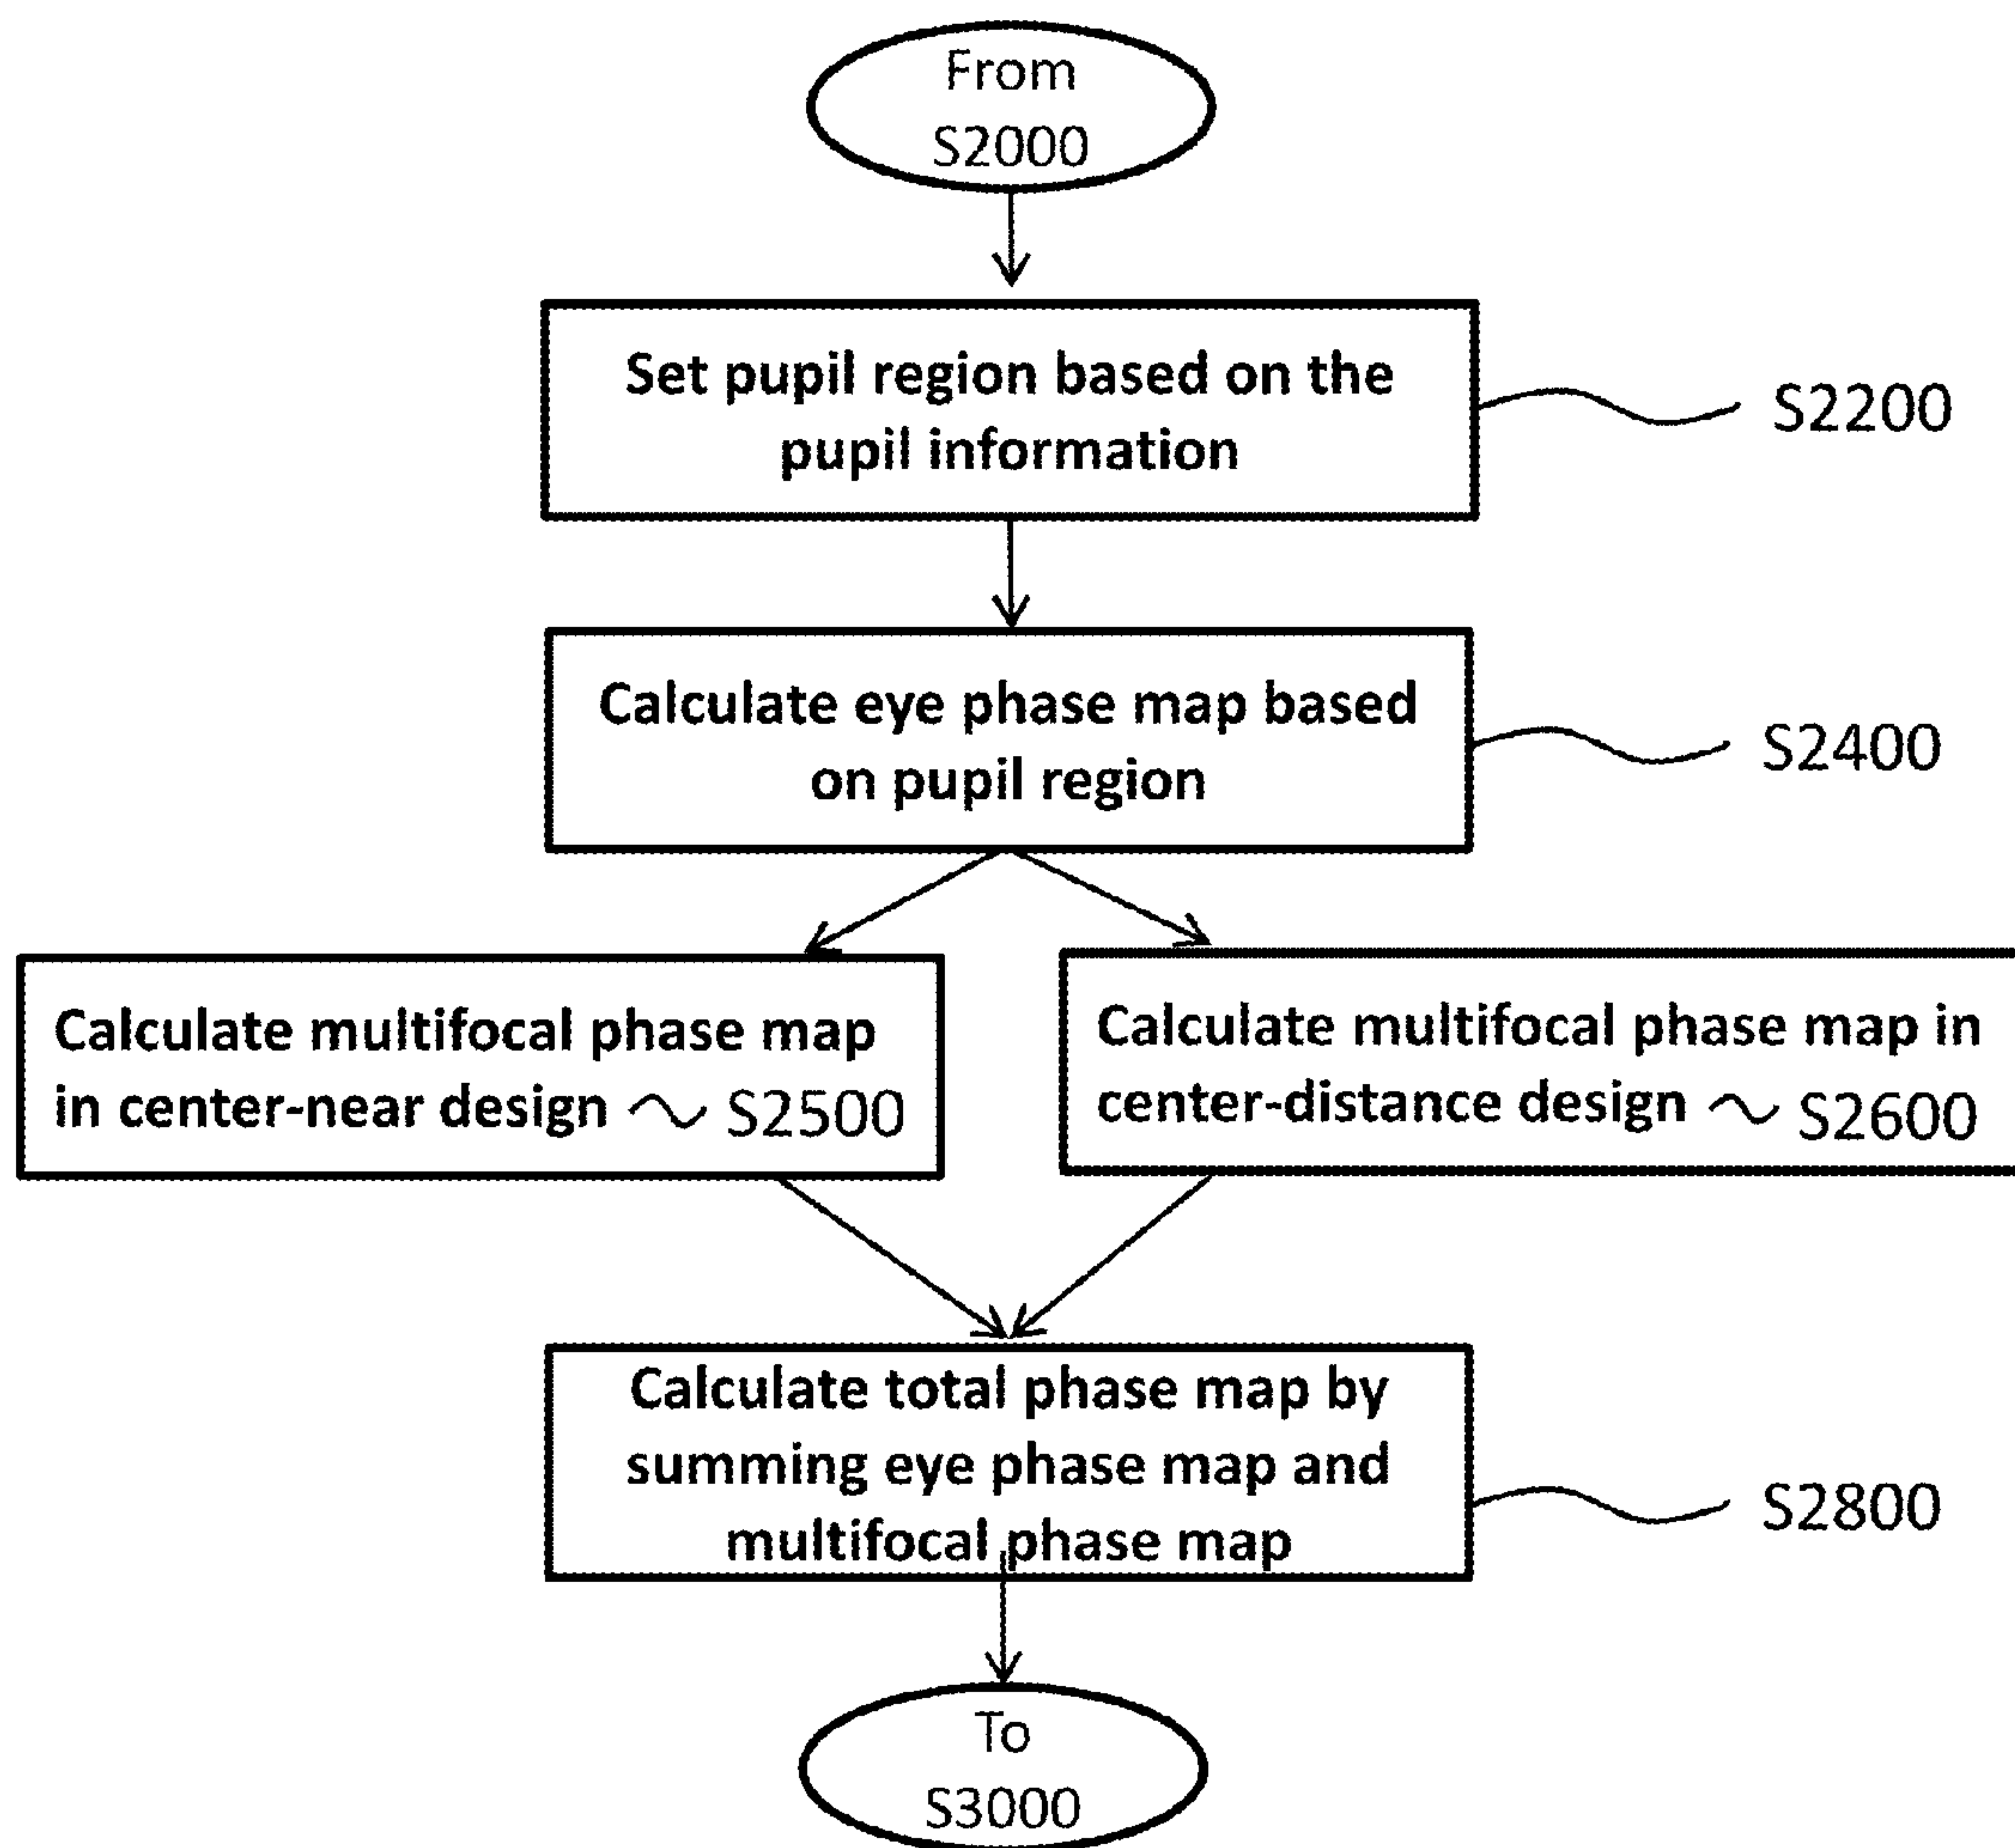 From
S2000
Set pupil region based on the
pupil information
S2200
Calculate eye phase map based
on pupil region
S2400
Calculate multifocal phase map
in center-near design
S2500
Calculate multifocal phase map in
center-distance design
S2600
Calculate total phase map by
summing eye phase map and
multifocal phase map
S2800
To
S3000